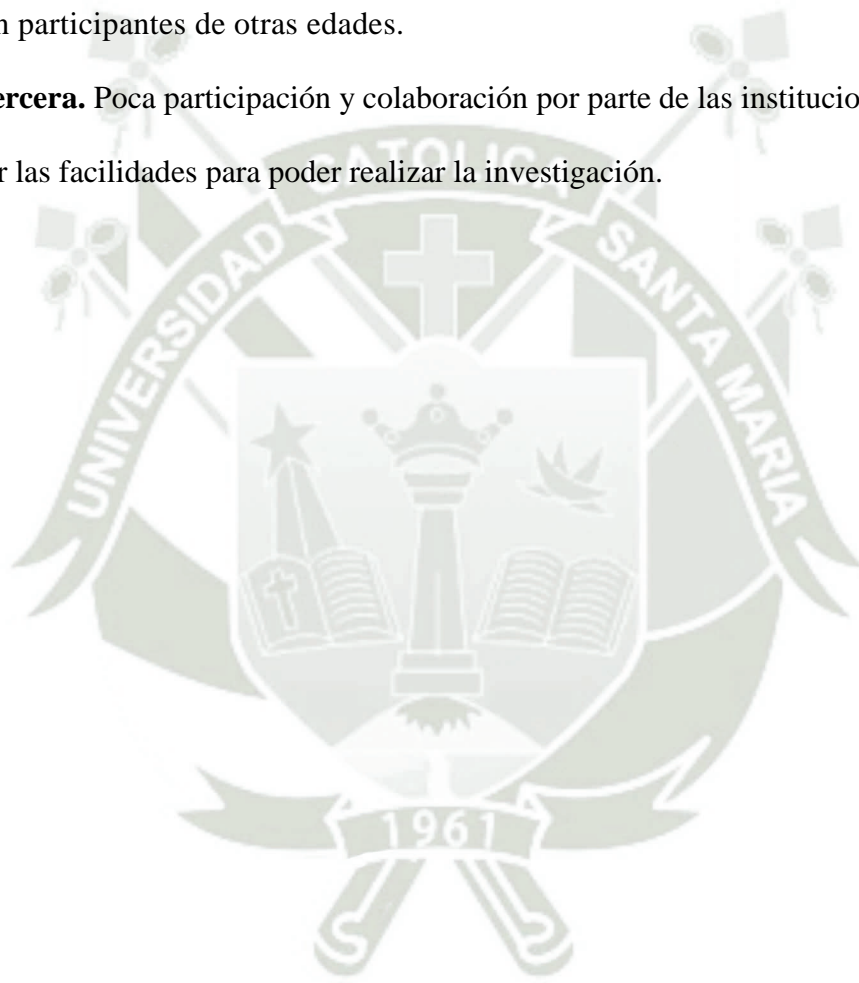 n participantes de otras edades.
ercera. Poca participación y colaboración por parte de las institucio
r las facilidades para poder realizar la investigación.
UNIVERSIDAD CATOLICA SANTA MARIA
1961